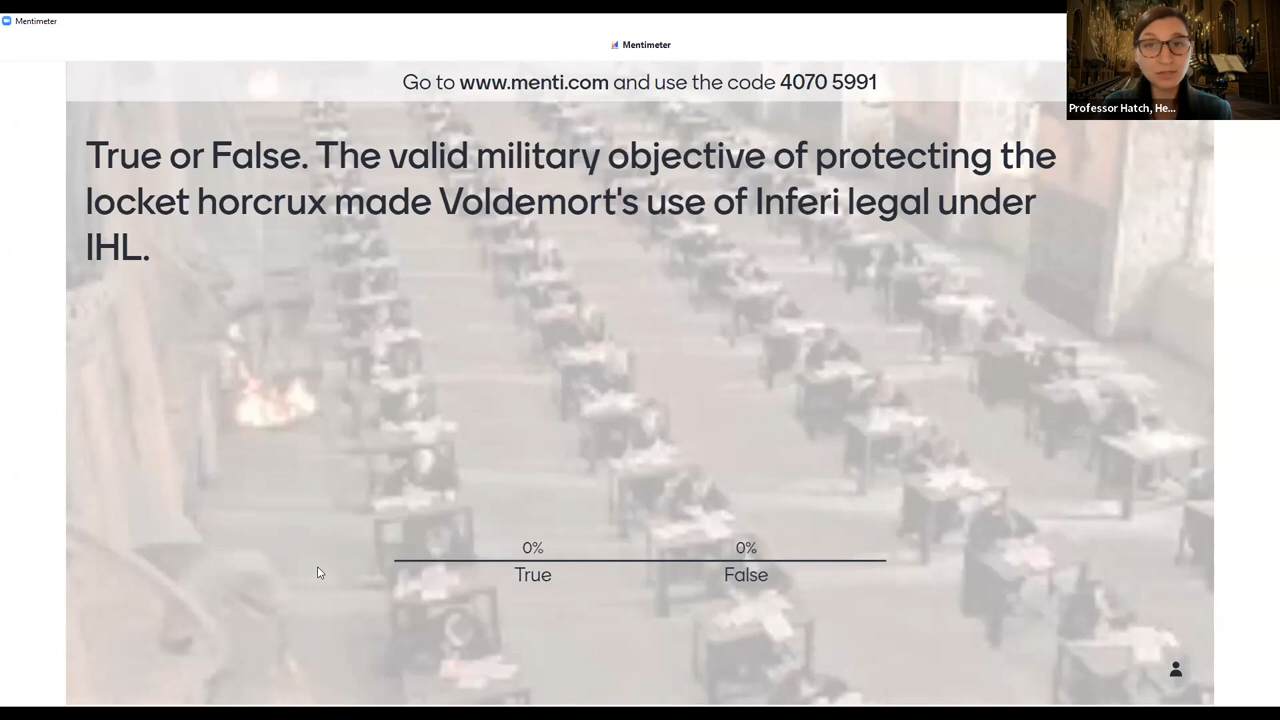 Mentimeter
Mentimeter
Go to www.menti.com and use the code 4070 5991
Professor Hatch, He...
True or False. The valid military objective of protecting the
locket horcrux made Voldemort's use of Inferi legal under
IHL.
0%
0%
True
False